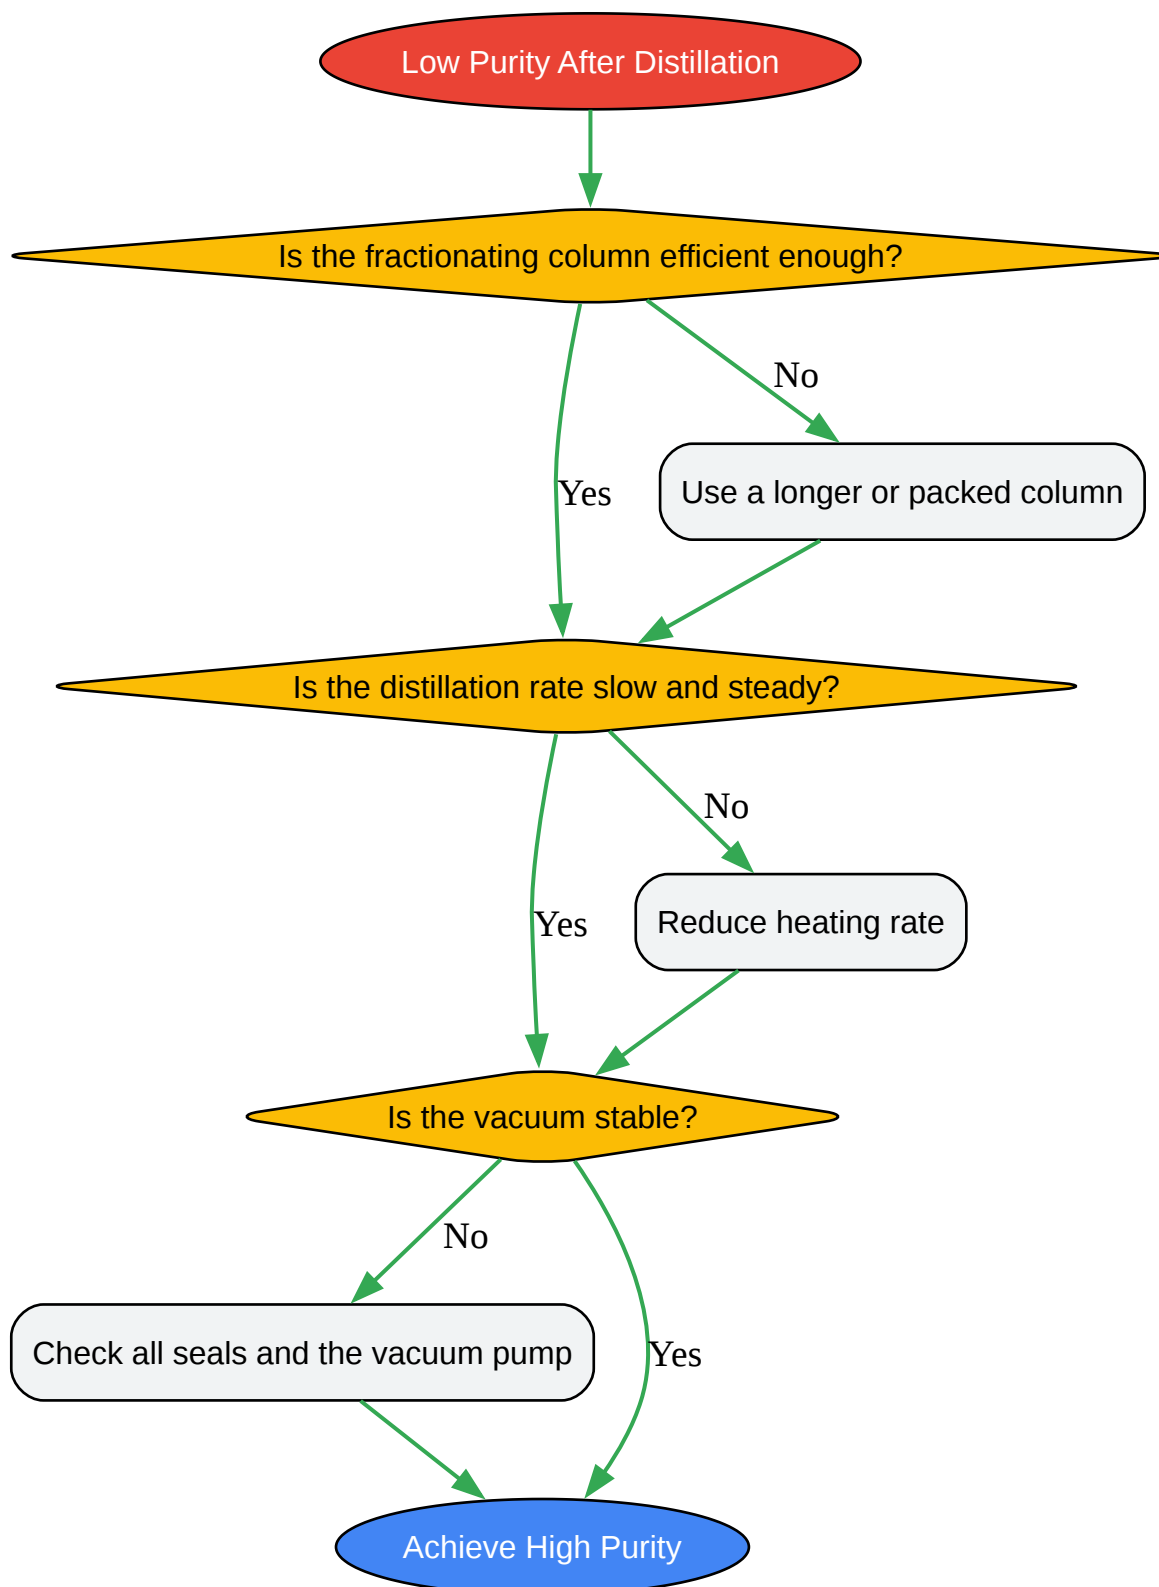 Low Purity After Distillation
Is the fractionating column efficient enough?
No
Yes
Use a longer or packed column
Is the distillation rate slow and steady?
No
Yes
Reduce heating rate
Is the vacuum stable?
No
Check all seals and the vacuum pump
Yes
Achieve High Purity